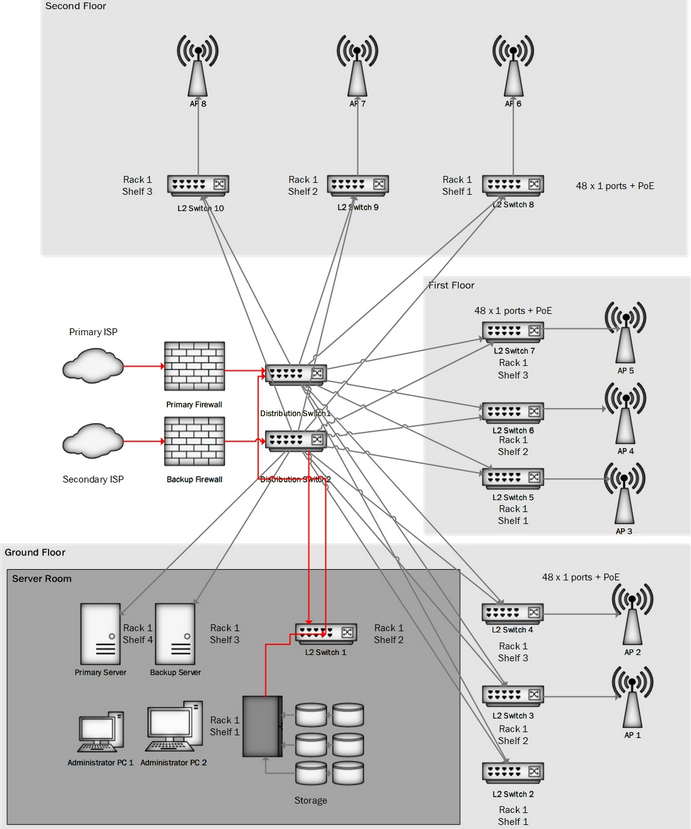 Second Floor
AP 8
AP 7
AP 6
Rack 1
Shelf 3
Rack 1
Shelf 2
Rack 1
Shelf 1
48 x 1 ports + PoE
L2 Switch 10
L2 Switch 9
L2 Switch 8
First Floor
48 x 1 ports + PoE
L2 Switch 7
Rack 1
Shelf 3
AP 5
L2 Switch 6
Rack 1
Shelf 2
AP 4
L2 Switch 5
Rack 1
Shelf 1
AP 3
Primary ISP
Primary Firewall
Distribution Switch1
Secondary ISP
Backup Firewall
Distribution Switch2
Ground Floor
Server Room
Rack 1
Shelf 4
Rack 1
Shelf 3
Rack 1
Shelf 2
Primary Server
Backup Server
L2 Switch 1
Rack 1
Shelf 1
Administrator PC 1
Administrator PC 2
Storage
48 x 1 ports + PoE
L2 Switch 4
Rack 1
Shelf 3
AP 2
L2 Switch 3
Rack 1
Shelf 2
AP 1
L2 Switch 2
Rack 1
Shelf 1